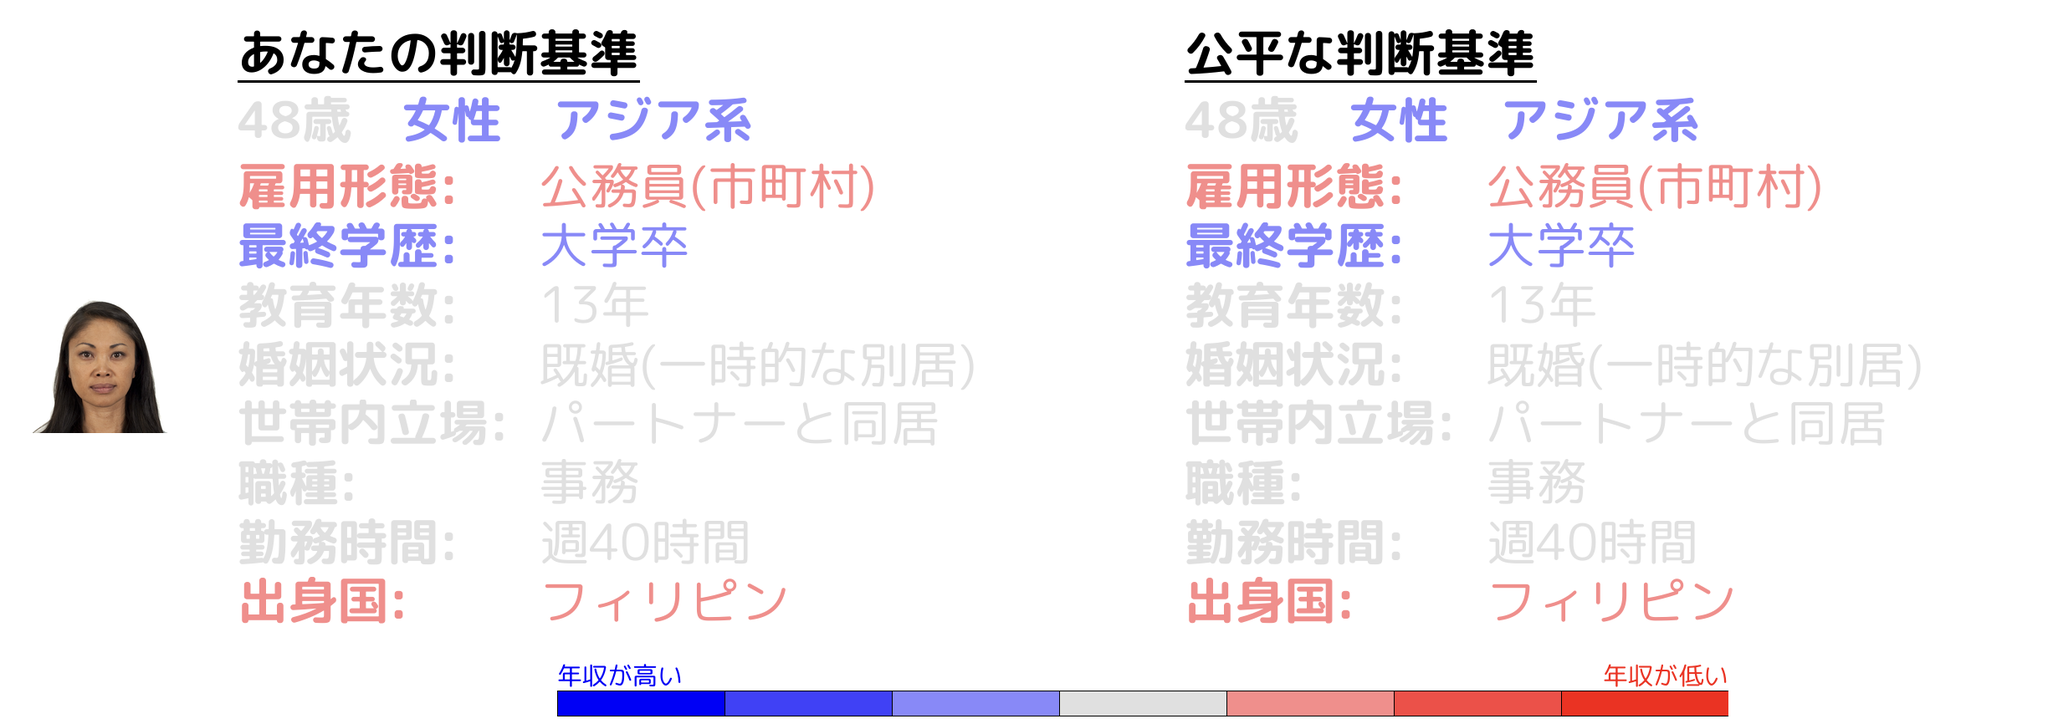 あなたの判断基準
48歳 女性 アジア系
雇用形態: 公務員(市町村)
最終学歴: 大学卒
教育年数: 13年
婚姻状況: 既婚(一時的な別居)
世帯内立場: パートナーと同居
職種: 事務
勤務時間: 週40時間
出身国: フィリピン
公平な判断基準
48歳 女性 アジア系
雇用形態: 公務員(市町村)
最終学歴: 大学卒
教育年数: 13年
婚姻状況: 既婚(一時的な別居)
世帯内立場: パートナーと同居
職種: 事務
勤務時間: 週40時間
出身国: フィリピン
年収が高い
年収が低い